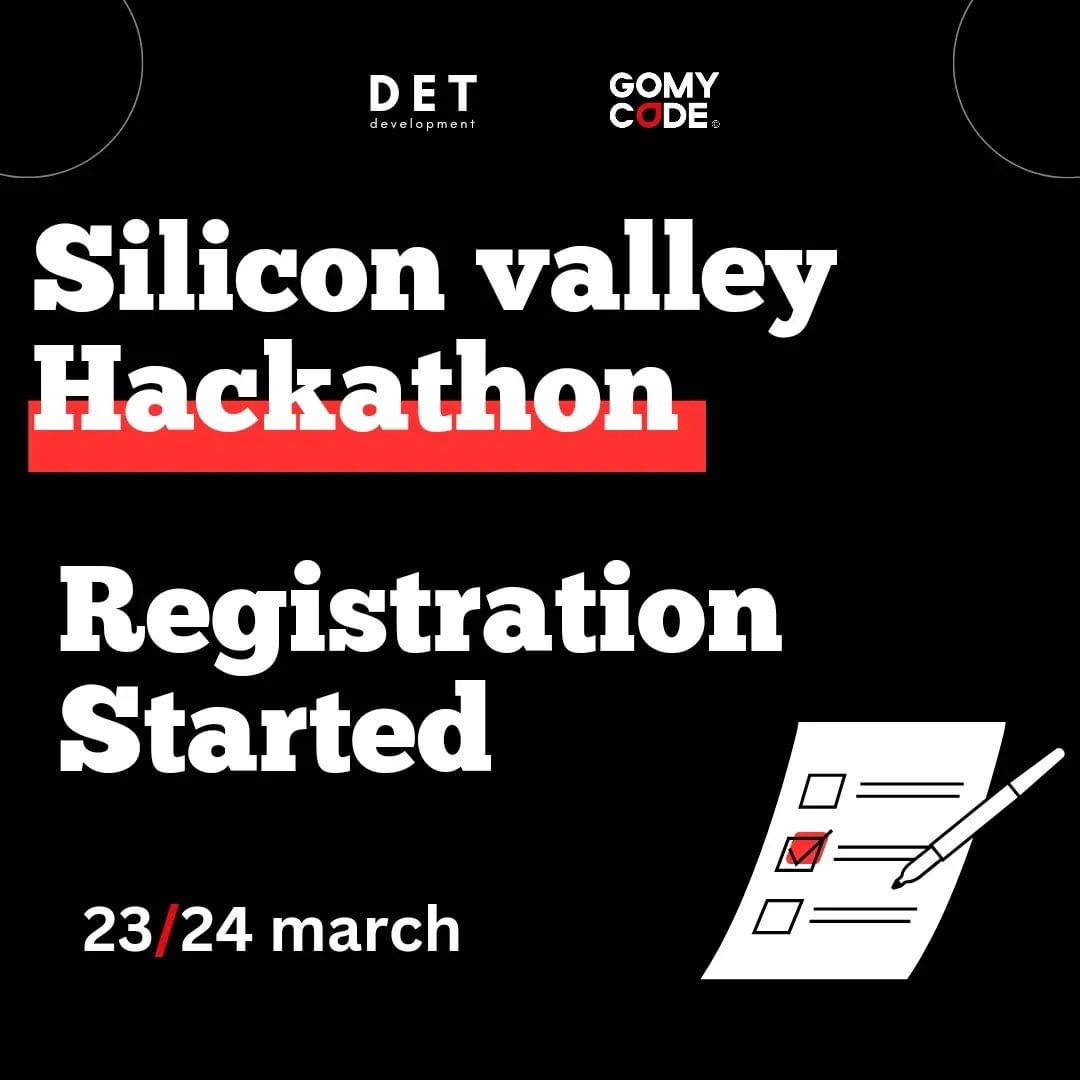 DET
development
GOMY
CODE©
Silicon valley
Hackathon
Registration
Started
23/24 march